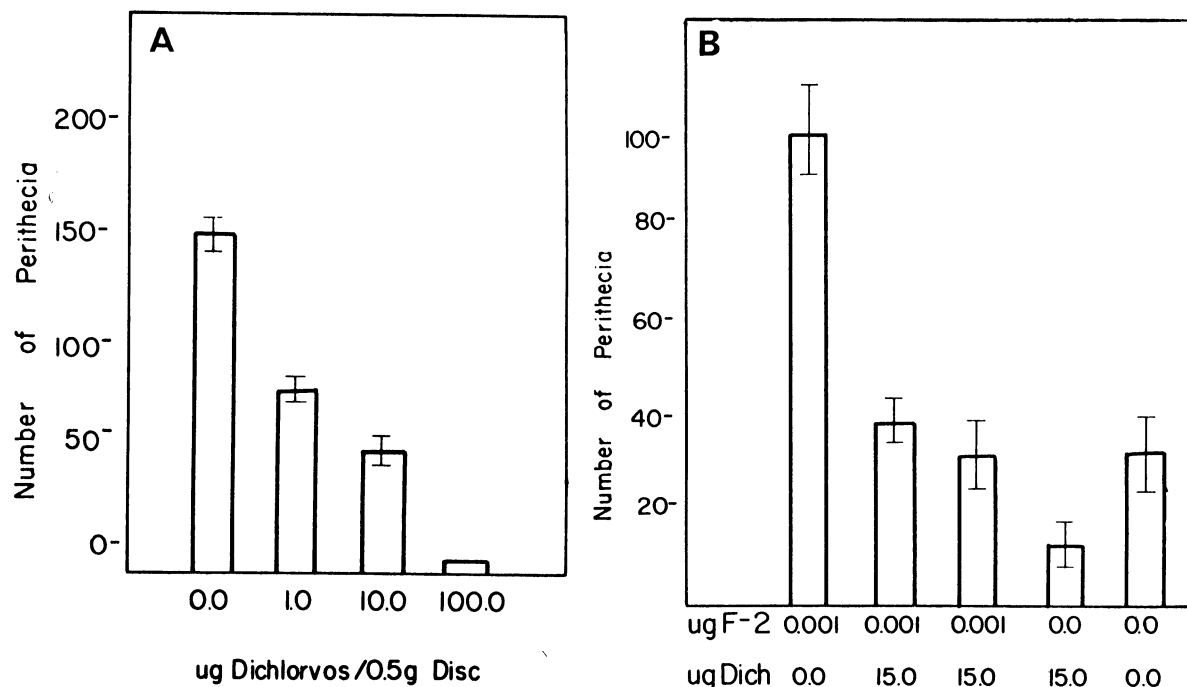 A
Number of Perithecia
200-
150-
100-
50-
0-
0.0 1.0 10.0 100.0
ug Dichlorvos/0.5g Disc
B
Number of Perithecia
100-
80-
60-
40-
20-
ug F-2 0.001 0.001 0.001 0.0 0.0
ug Dich 0.0 15.0 15.0 15.0 0.0